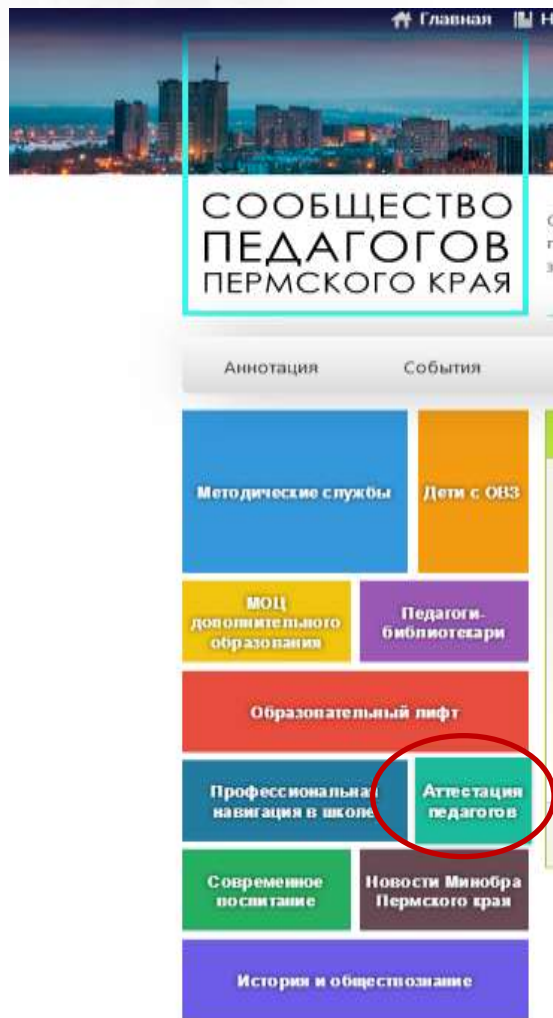 Главная
СООБЩЕСТВО
ПЕДАГОГОВ
ПЕРМСКОГО КРАЯ
Аннотация События
Методические службы
Дети с ОВЗ
МОЦ
дополнительного
образования
Педагоги-
библиотекари
Образовательный лифт
Профессиональная
навигация в школе
Аттестация
педагогов
Современное
воспитание
Новости Минобра
Пермского края
История и обществознание